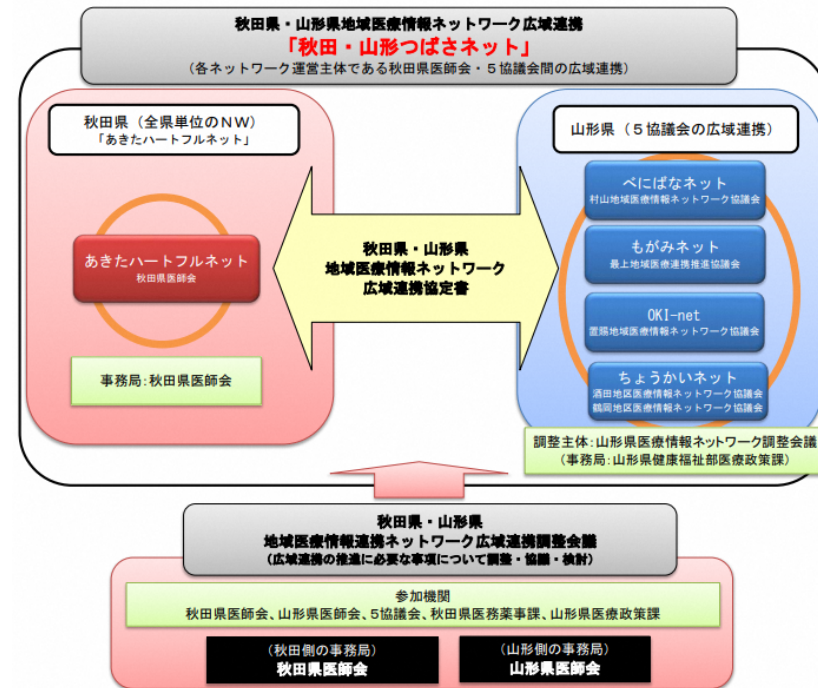 秋田県・山形県地域医療情報ネットワーク広域連携
「秋田・山形つばさネット」
(各ネットワーク運営主体である秋田県医師会・5協議会間の広域連携)
秋田県(全県単位のNW)
「あきたハートフルネット」
あきたハートフルネット
秋田県医師会
事務局:秋田県医師会
秋田県・山形県
地域医療情報ネットワーク
広域連携協定書
山形県(5協議会の広域連携)
べにばなネット
村山地域医療情報ネットワーク協議会
もがみネット
最上地域医療連携推進協議会
OKI-net
置賜地域医療情報ネットワーク協議会
ちょうかいネット
酒田地区医療情報ネットワーク協議会
鶴岡地区医療情報ネットワーク協議会
調整主体:山形県医療情報ネットワーク調整会議
(事務局:山形県健康福祉部医療政策課)
秋田県・山形県
地域医療情報連携ネットワーク広域連携調整会議
(広域連携の推進に必要な事項について調整・協議・検討)
参加機関
秋田県医師会、山形県医師会、5協議会、秋田県医務薬事課、山形県医療政策課
(秋田側の事務局)
秋田県医師会
(山形側の事務局)
山形県医師会